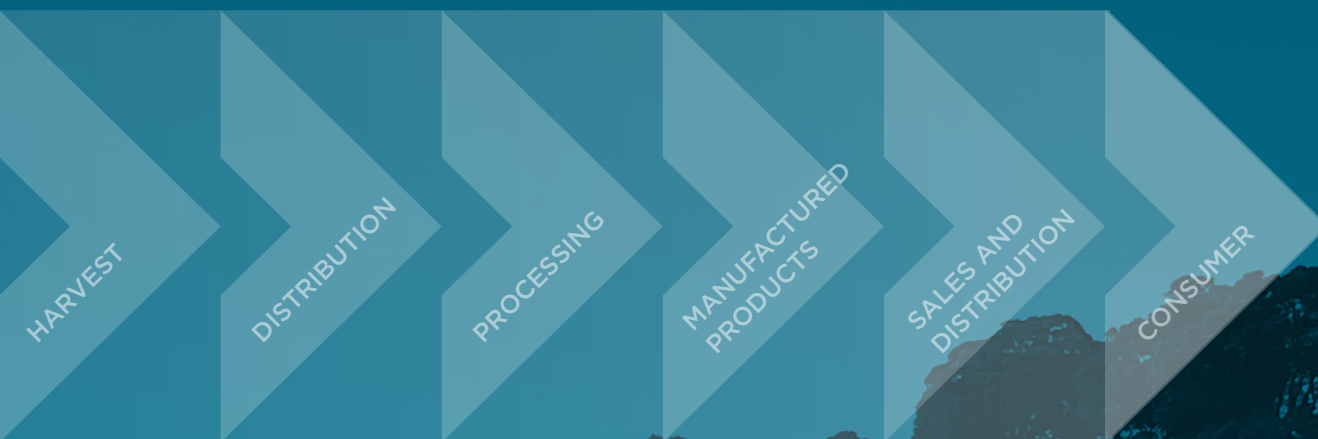 HARVEST
DISTRIBUTION
PROCESSING
MANUFACTURED
PRODUCTS
SALES AND
DISTRIBUTION
CONSUMER